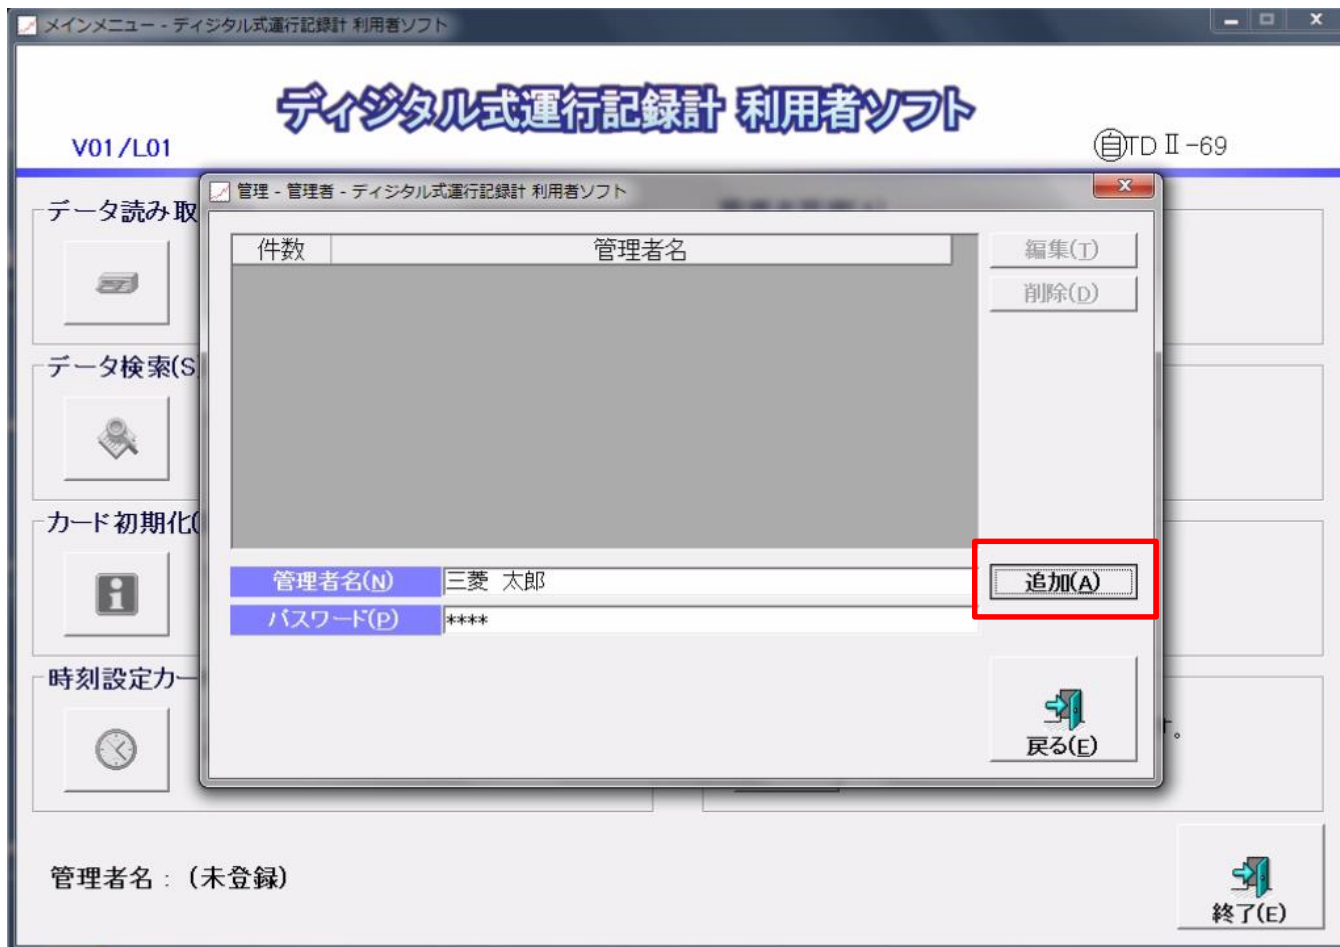 メインメニュー - ディジタル式運行記録計 利用者ソフト
ディジタル式運行記録計 利用者ソフト
V01/L01
自TDⅡ-69
管理 - 管理者 - ディジタル式運行記録計 利用者ソフト
データ読み取
件数 管理者名
編集(T)
削除(D)
データ検索(S
カード初期化(
管理者名(N) 三菱 太郎
追加(A)
パスワード(P) ****
時刻設定カー
す。
戻る(E)
管理者名:(未登録)
終了(E)